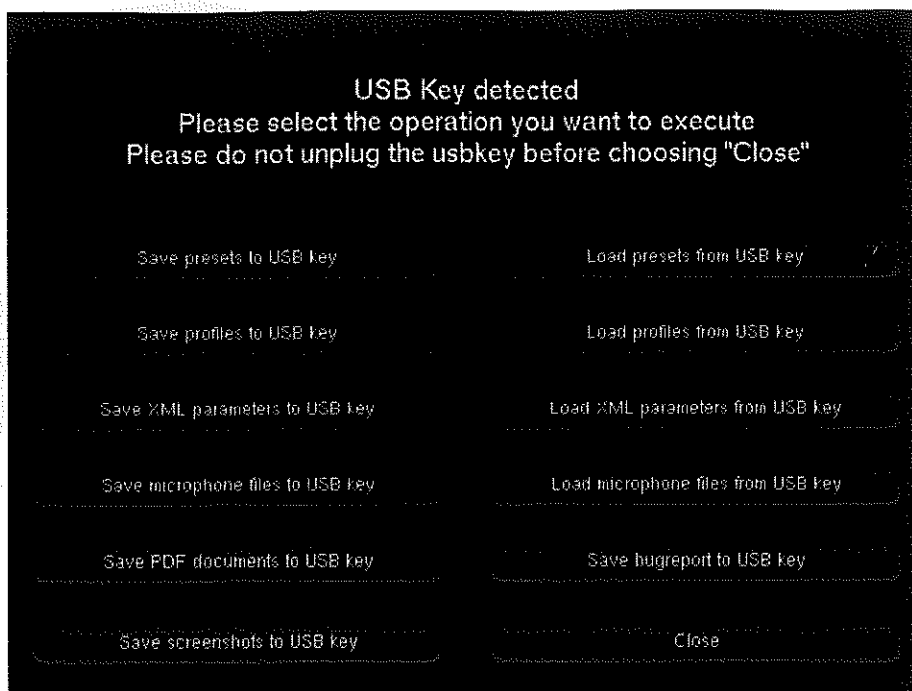 USB Key detected
Please select the operation you want to execute
Please do not unplug the usbkey before choosing "Close"
Save presets to USB key
Load presets from USB key
Save profiles to USB key
Load profiles from USB key
Save XML parameters to USB key
Load XML parameters from USB key
Save microphone files to USB key
Load microphone files from USB key
Save PDF documents to USB key
Save bugreport to USB key
Save screenshots to USB key
Close